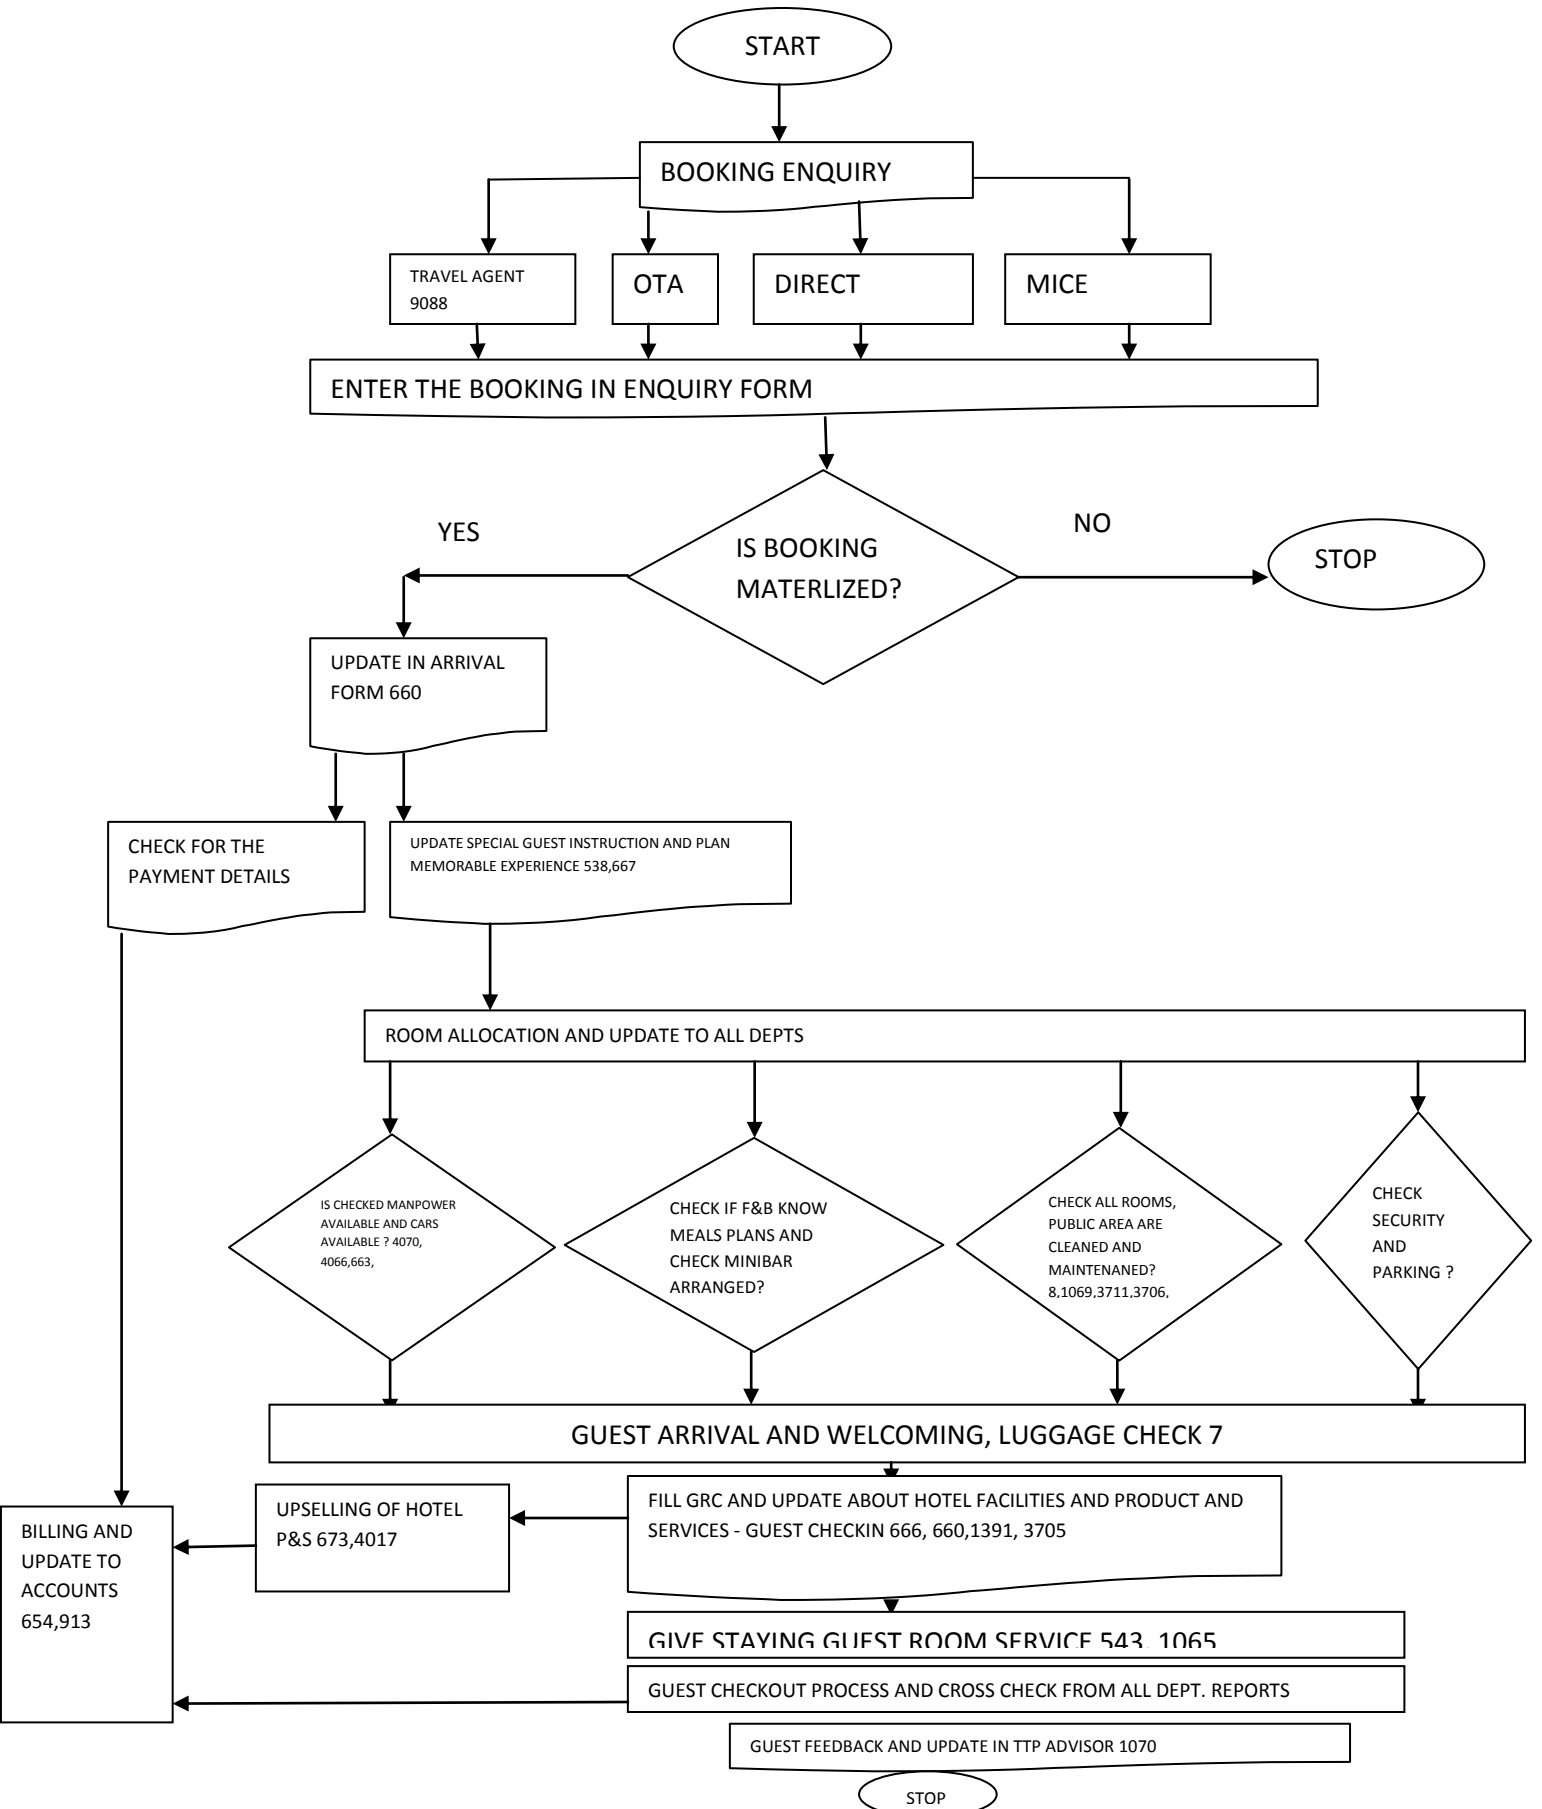 START
BOOKING ENQUIRY
TRAVEL AGENT
9088
OTA
DIRECT
MICE
ENTER THE BOOKING IN ENQUIRY FORM
YES
IS BOOKING
MATERLIZED?
NO
STOP
UPDATE IN ARRIVAL
FORM 660
CHECK FOR THE
PAYMENT DETAILS
UPDATE SPECIAL GUEST INSTRUCTION AND PLAN
MEMORABLE EXPERIENCE 538,667
ROOM ALLOCATION AND UPDATE TO ALL DEPTS
IS CHECKED MANPOWER
AVAILABLE AND CARS
AVAILABLE ? 4070,
4066,663,
CHECK IF F&B KNOW
MEALS PLANS AND
CHECK MINIBAR
ARRANGED?
CHECK ALL ROOMS,
PUBLIC AREA ARE
CLEANED AND
MAINTENANED?
8,1069,3711,3706,
CHECK
SECURITY
AND
PARKING ?
GUEST ARRIVAL AND WELCOMING, LUGGAGE CHECK 7
FILL GRC AND UPDATE ABOUT HOTEL FACILITIES AND PRODUCT AND
SERVICES - GUEST CHECKIN 666, 660,1391, 3705
UPSELLING OF HOTEL
P&S 673,4017
BILLING AND
UPDATE TO
ACCOUNTS
654,913
GIVE STAYING GUEST ROOM SERVICE 543, 1065
GUEST CHECKOUT PROCESS AND CROSS CHECK FROM ALL DEPT. REPORTS
GUEST FEEDBACK AND UPDATE IN TTP ADVISOR 1070
STOP